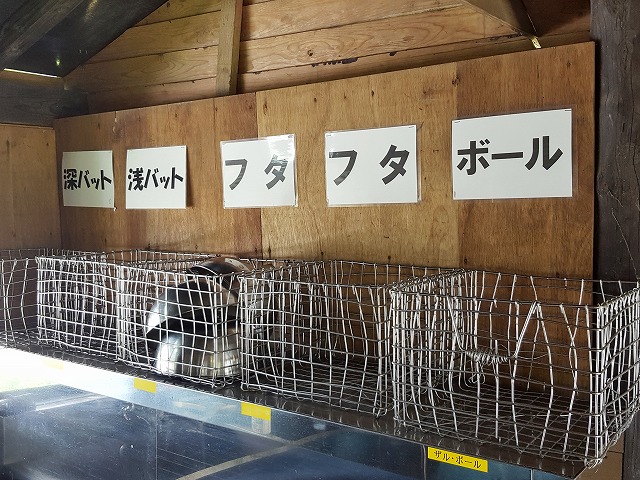 深バット
浅バット
フタ
フタ
ボール
ザル・ボール